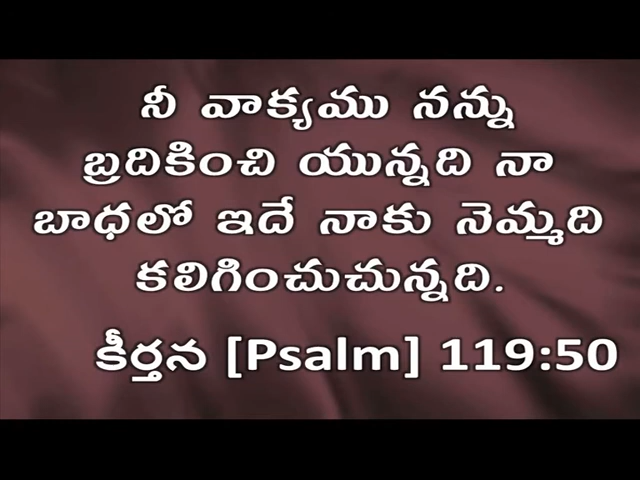 నీ వాక్యము నన్ను
బ్రదికించి యున్నది నా
బాధలో ఇదే నాకు నెమ్మది
కలిగించుచున్నది.
కీర్తన [Psalm] 119:50